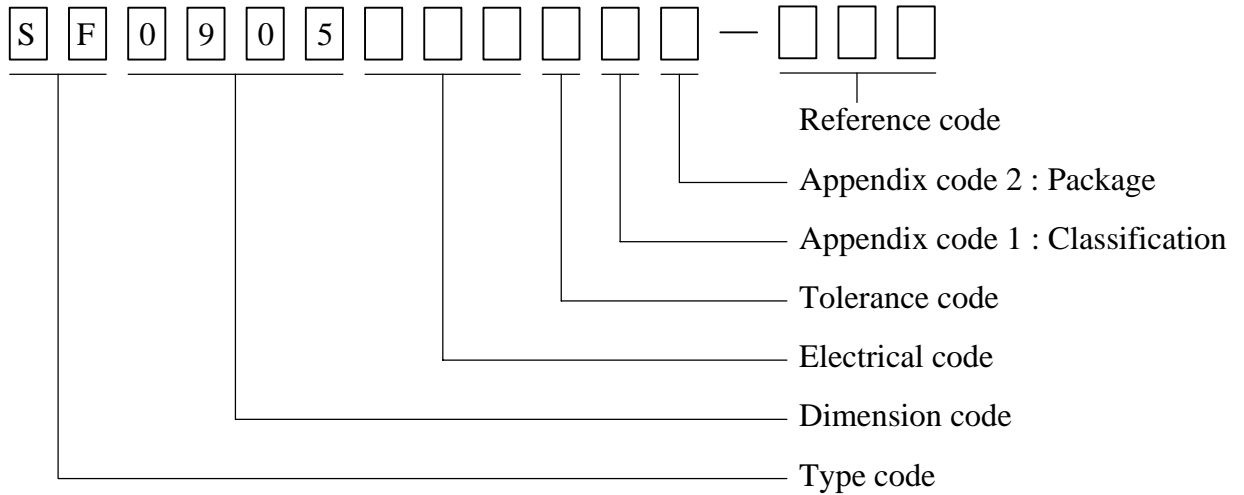 S F 0 9 0 5 —
Reference code
Appendix code 2 : Package
Appendix code 1 : Classification
Tolerance code
Electrical code
Dimension code
Type code